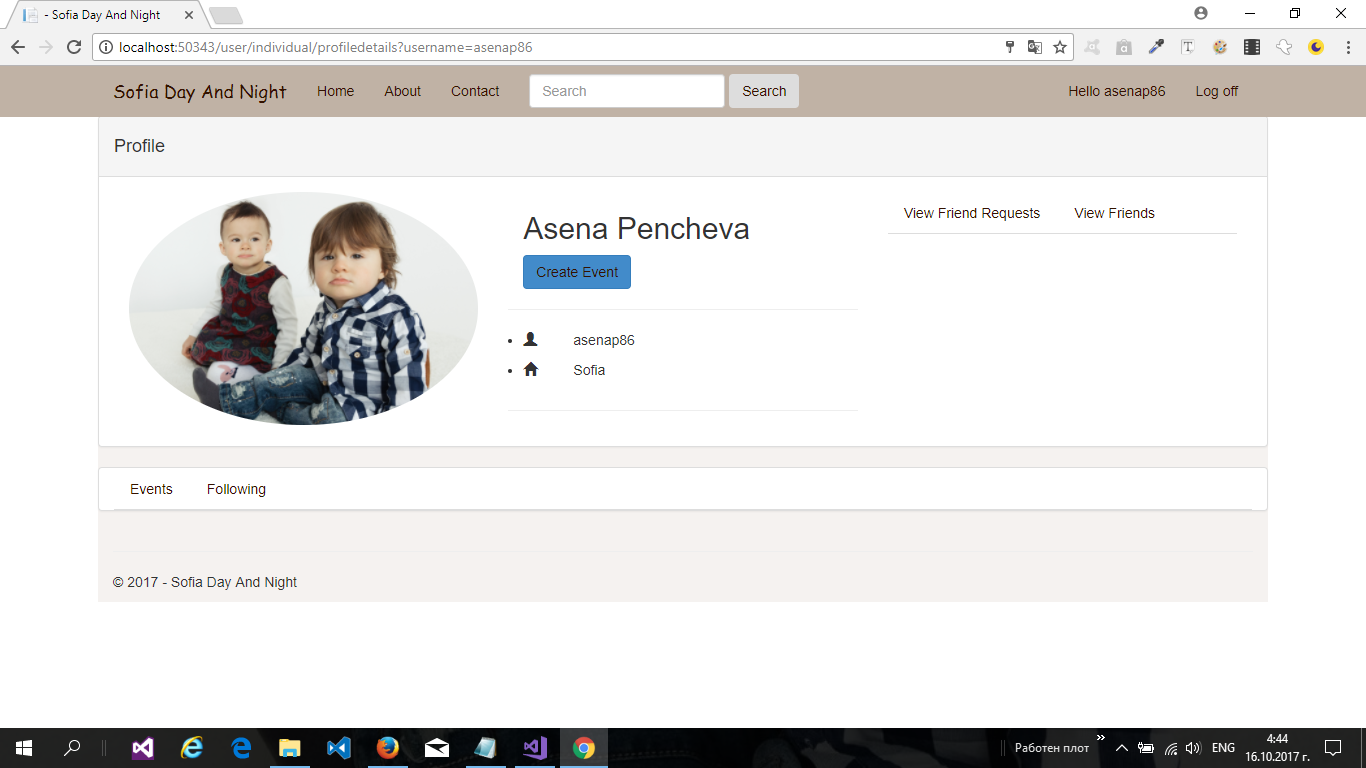 - Sofia Day And Night
localhost:50343/user/individual/profiledetails?username=asenap86
Sofia Day And Night Home About Contact Search Search Hello asenap86 Log off
Profile
View Friend Requests View Friends
Asena Pencheva
Create Event
asenap86
Sofia
Events Following
© 2017 - Sofia Day And Night
Работен плот ENG 4:44
16.10.2017 г.